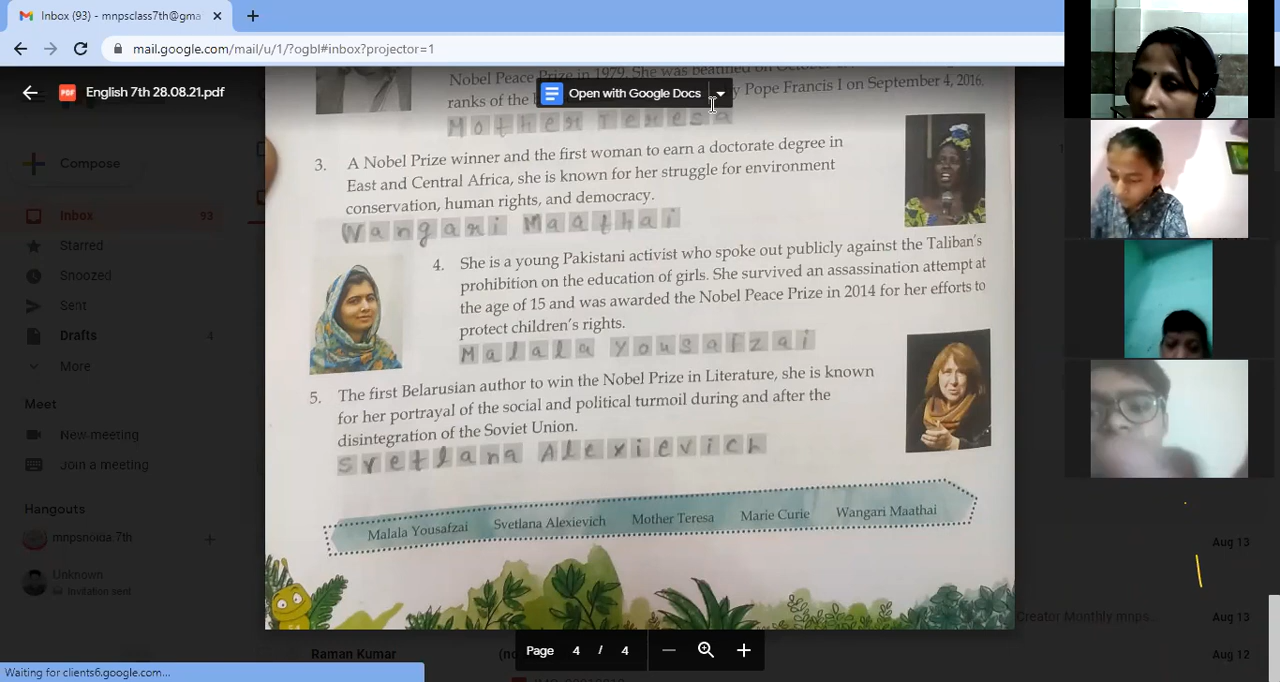 Inbox (93) - mnpsclass7th@gma
mail.google.com/mail/u/1/?ogbl#inbox?projector=1
English 7th 28.08.21.pdf
Open with Google Docs
Compose
Inbox 93
Starred
Snoozed
Sent
Drafts 4
More
Meet
New meeting
Join a meeting
Hangouts
mnpsnoida.7th
Unknown
Invitation sent
Nobel Peace Prize in 1979. She was beatified on October
ranks of the b y Pope Francis I on September 4, 2016.
Mother Teresa
3. A Nobel Prize winner and the first woman to earn a doctorate degree in
East and Central Africa, she is known for her struggle for environment
conservation, human rights, and democracy.
Wangani Maathai
4. She is a young Pakistani activist who spoke out publicly against the Taliban's
prohibition on the education of girls. She survived an assassination attempt at
the age of 15 and was awarded the Nobel Peace Prize in 2014 for her efforts to
protect children's rights.
Malala Yousafzai
5. The first Belarusian author to win the Nobel Prize in Literature, she is known
for her portrayal of the social and political turmoil during and after the
disintegration of the Soviet Union.
Svetlana Alexievich
Malala Yousafzai Svetlana Alexievich Mother Teresa Marie Curie Wangari Maathai
Aug 13
Creator Monthly mnps...
Aug 13
Raman Kumar
Aug 12
Page 4 / 4
Waiting for clients6.google.com...